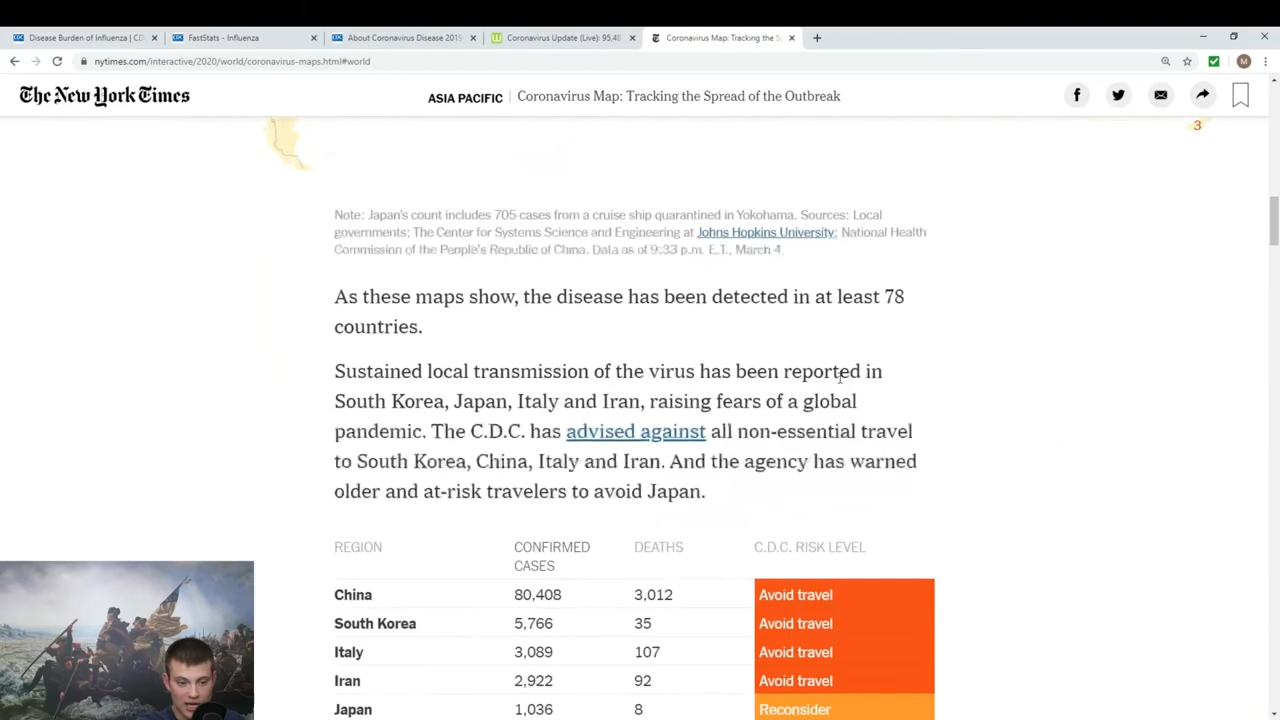 Disease Burden of Influenza | CD
FastStats - Influenza
About Coronavirus Disease 2019
Coronavirus Update (Live): 95,48
Coronavirus Map: Tracking the Sp
nytimes.com/interactive/2020/world/coronavirus-maps.html#world
M
The New York Times
ASIA PACIFIC | Coronavirus Map: Tracking the Spread of the Outbreak
3
Note: Japan's count includes 705 cases from a cruise ship quarantined in Yokohama. Sources: Local
governments; The Center for Systems Science and Engineering at Johns Hopkins University; National Health
Commission of the People's Republic of China. Data as of 9:33 p.m. E.T., March 4.
As these maps show, the disease has been detected in at least 78
countries.
Sustained local transmission of the virus has been reported in
South Korea, Japan, Italy and Iran, raising fears of a global
pandemic. The C.D.C. has advised against all non-essential travel
to South Korea, China, Italy and Iran. And the agency has warned
older and at-risk travelers to avoid Japan.
REGION CONFIRMED CASES DEATHS C.D.C. RISK LEVEL
China 80,408 3,012 Avoid travel
South Korea 5,766 35 Avoid travel
Italy 3,089 107 Avoid travel
Iran 2,922 92 Avoid travel
Japan 1,036 8 Reconsider